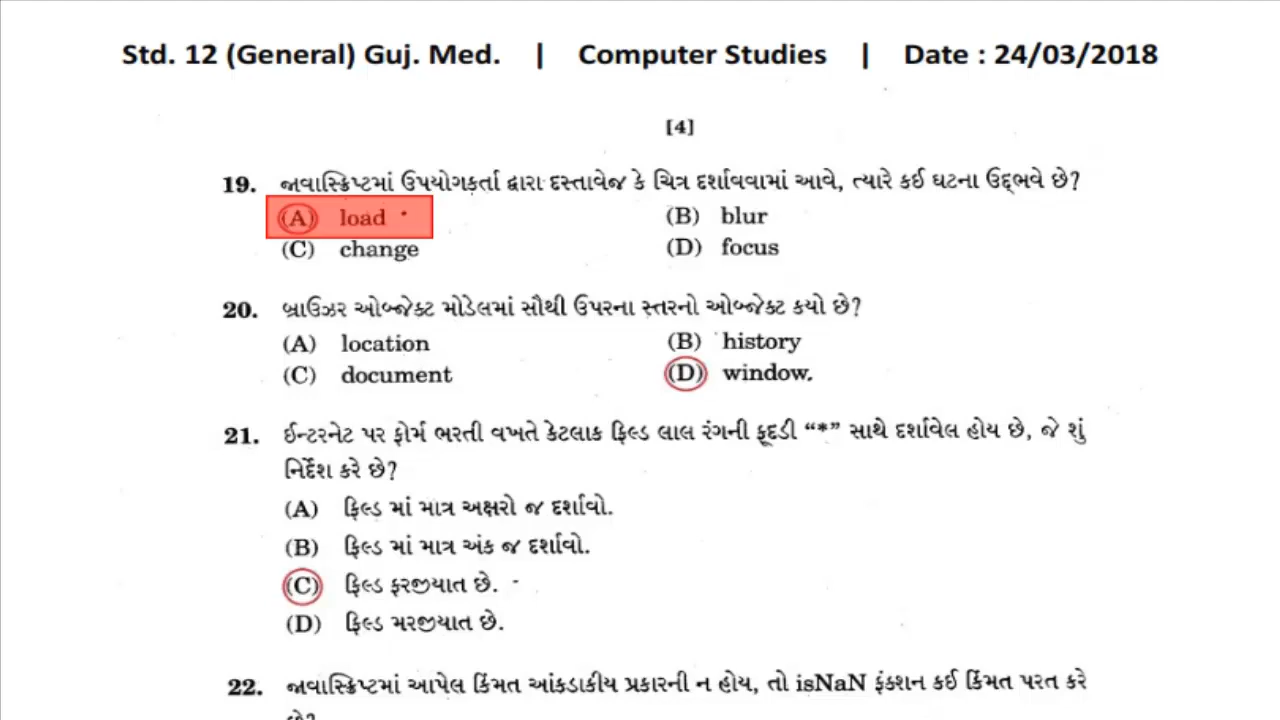 Std. 12 (General) Guj. Med. | Computer Studies | Date : 24/03/2018
[4]
19. જાવાસ્ક્રિપ્ટમાં ઉપયોગકર્તા દ્વારા દસ્તાવેજ કે ચિત્ર દર્શાવવામાં આવે, ત્યારે કઈ ઘટના ઉદ્દભવે છે?
(A) load (B) blur
(C) change (D) focus
20. બ્રાઉઝર ઓબ્જેક્ટ મોડેલમાં સૌથી ઉપરના સ્તરનો ઓબ્જેક્ટ કયો છે?
(A) location (B) history
(C) document (D) window.
21. ઈન્ટરનેટ પર ફોર્મ ભરતી વખતે કેટલાક ફિલ્ડ લાલ રંગની ફૂદડી “*” સાથે દર્શાવેલ હોય છે, જે શું
નિર્દેશ કરે છે?
(A) ફિલ્ડ માં માત્ર અક્ષરો જ દર્શાવો.
(B) ફિલ્ડ માં માત્ર અંક જ દર્શાવો.
(C) ફિલ્ડ ફરજીયાત છે.
(D) ફિલ્ડ મરજીયાત છે.
22. જાવાસ્ક્રિપ્ટમાં આપેલ કિંમત આંકડાકીય પ્રકારની ન હોય, તો isNaN ફંક્શન કઈ કિંમત પરત કરે
છે?